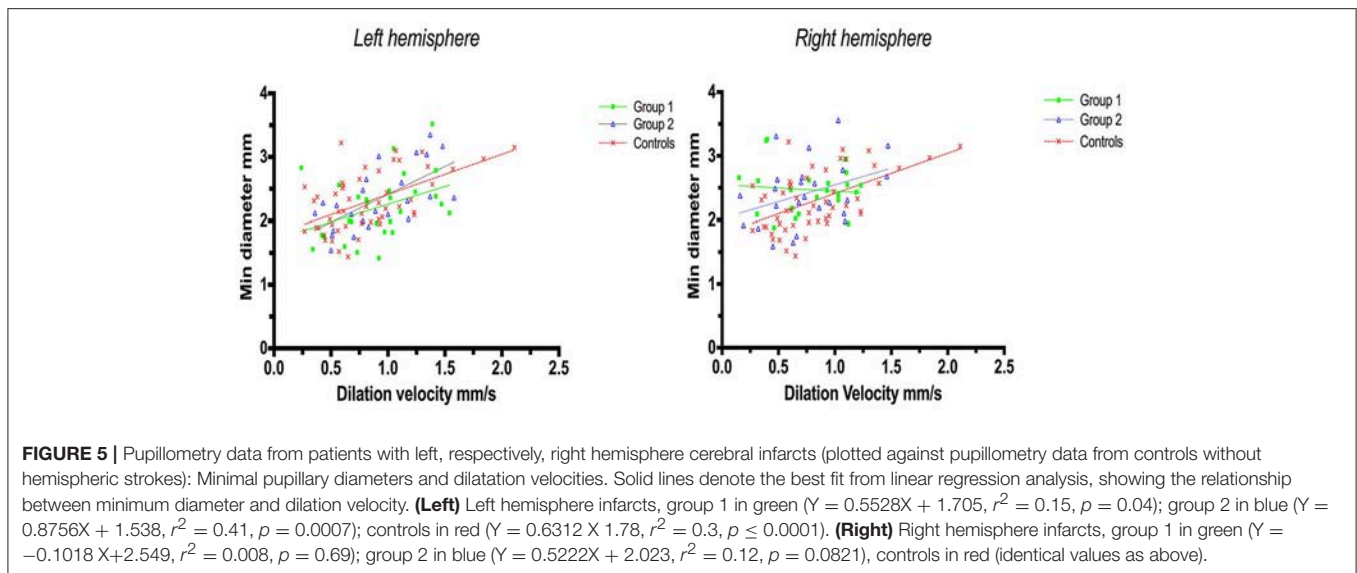 Left hemisphere
Right hemisphere
Min diameter mm
4
3
2
1
0
0.0 0.5 1.0 1.5 2.0 2.5
Dilation velocity mm/s
Group 1
Group 2
Controls
Min diameter mm
4
3
2
1
0
0.0 0.5 1.0 1.5 2.0 2.5
Dilation Velocity mm/s
Group 1
Group 2
Controls
FIGURE 5 | Pupillometry data from patients with left, respectively, right hemisphere cerebral infarcts (plotted against pupillometry data from controls without
hemispheric strokes): Minimal pupillary diameters and dilatation velocities. Solid lines denote the best fit from linear regression analysis, showing the relationship
between minimum diameter and dilation velocity. (Left) Left hemisphere infarcts, group 1 in green (Y = 0.5528X + 1.705, r² = 0.15, p = 0.04); group 2 in blue (Y =
0.8756X + 1.538, r² = 0.41, p = 0.0007); controls in red (Y = 0.6312 X 1.78, r² = 0.3, p ≤ 0.0001). (Right) Right hemisphere infarcts, group 1 in green (Y =
−0.1018 X+2.549, r² = 0.008, p = 0.69); group 2 in blue (Y = 0.5222X + 2.023, r² = 0.12, p = 0.0821), controls in red (identical values as above).